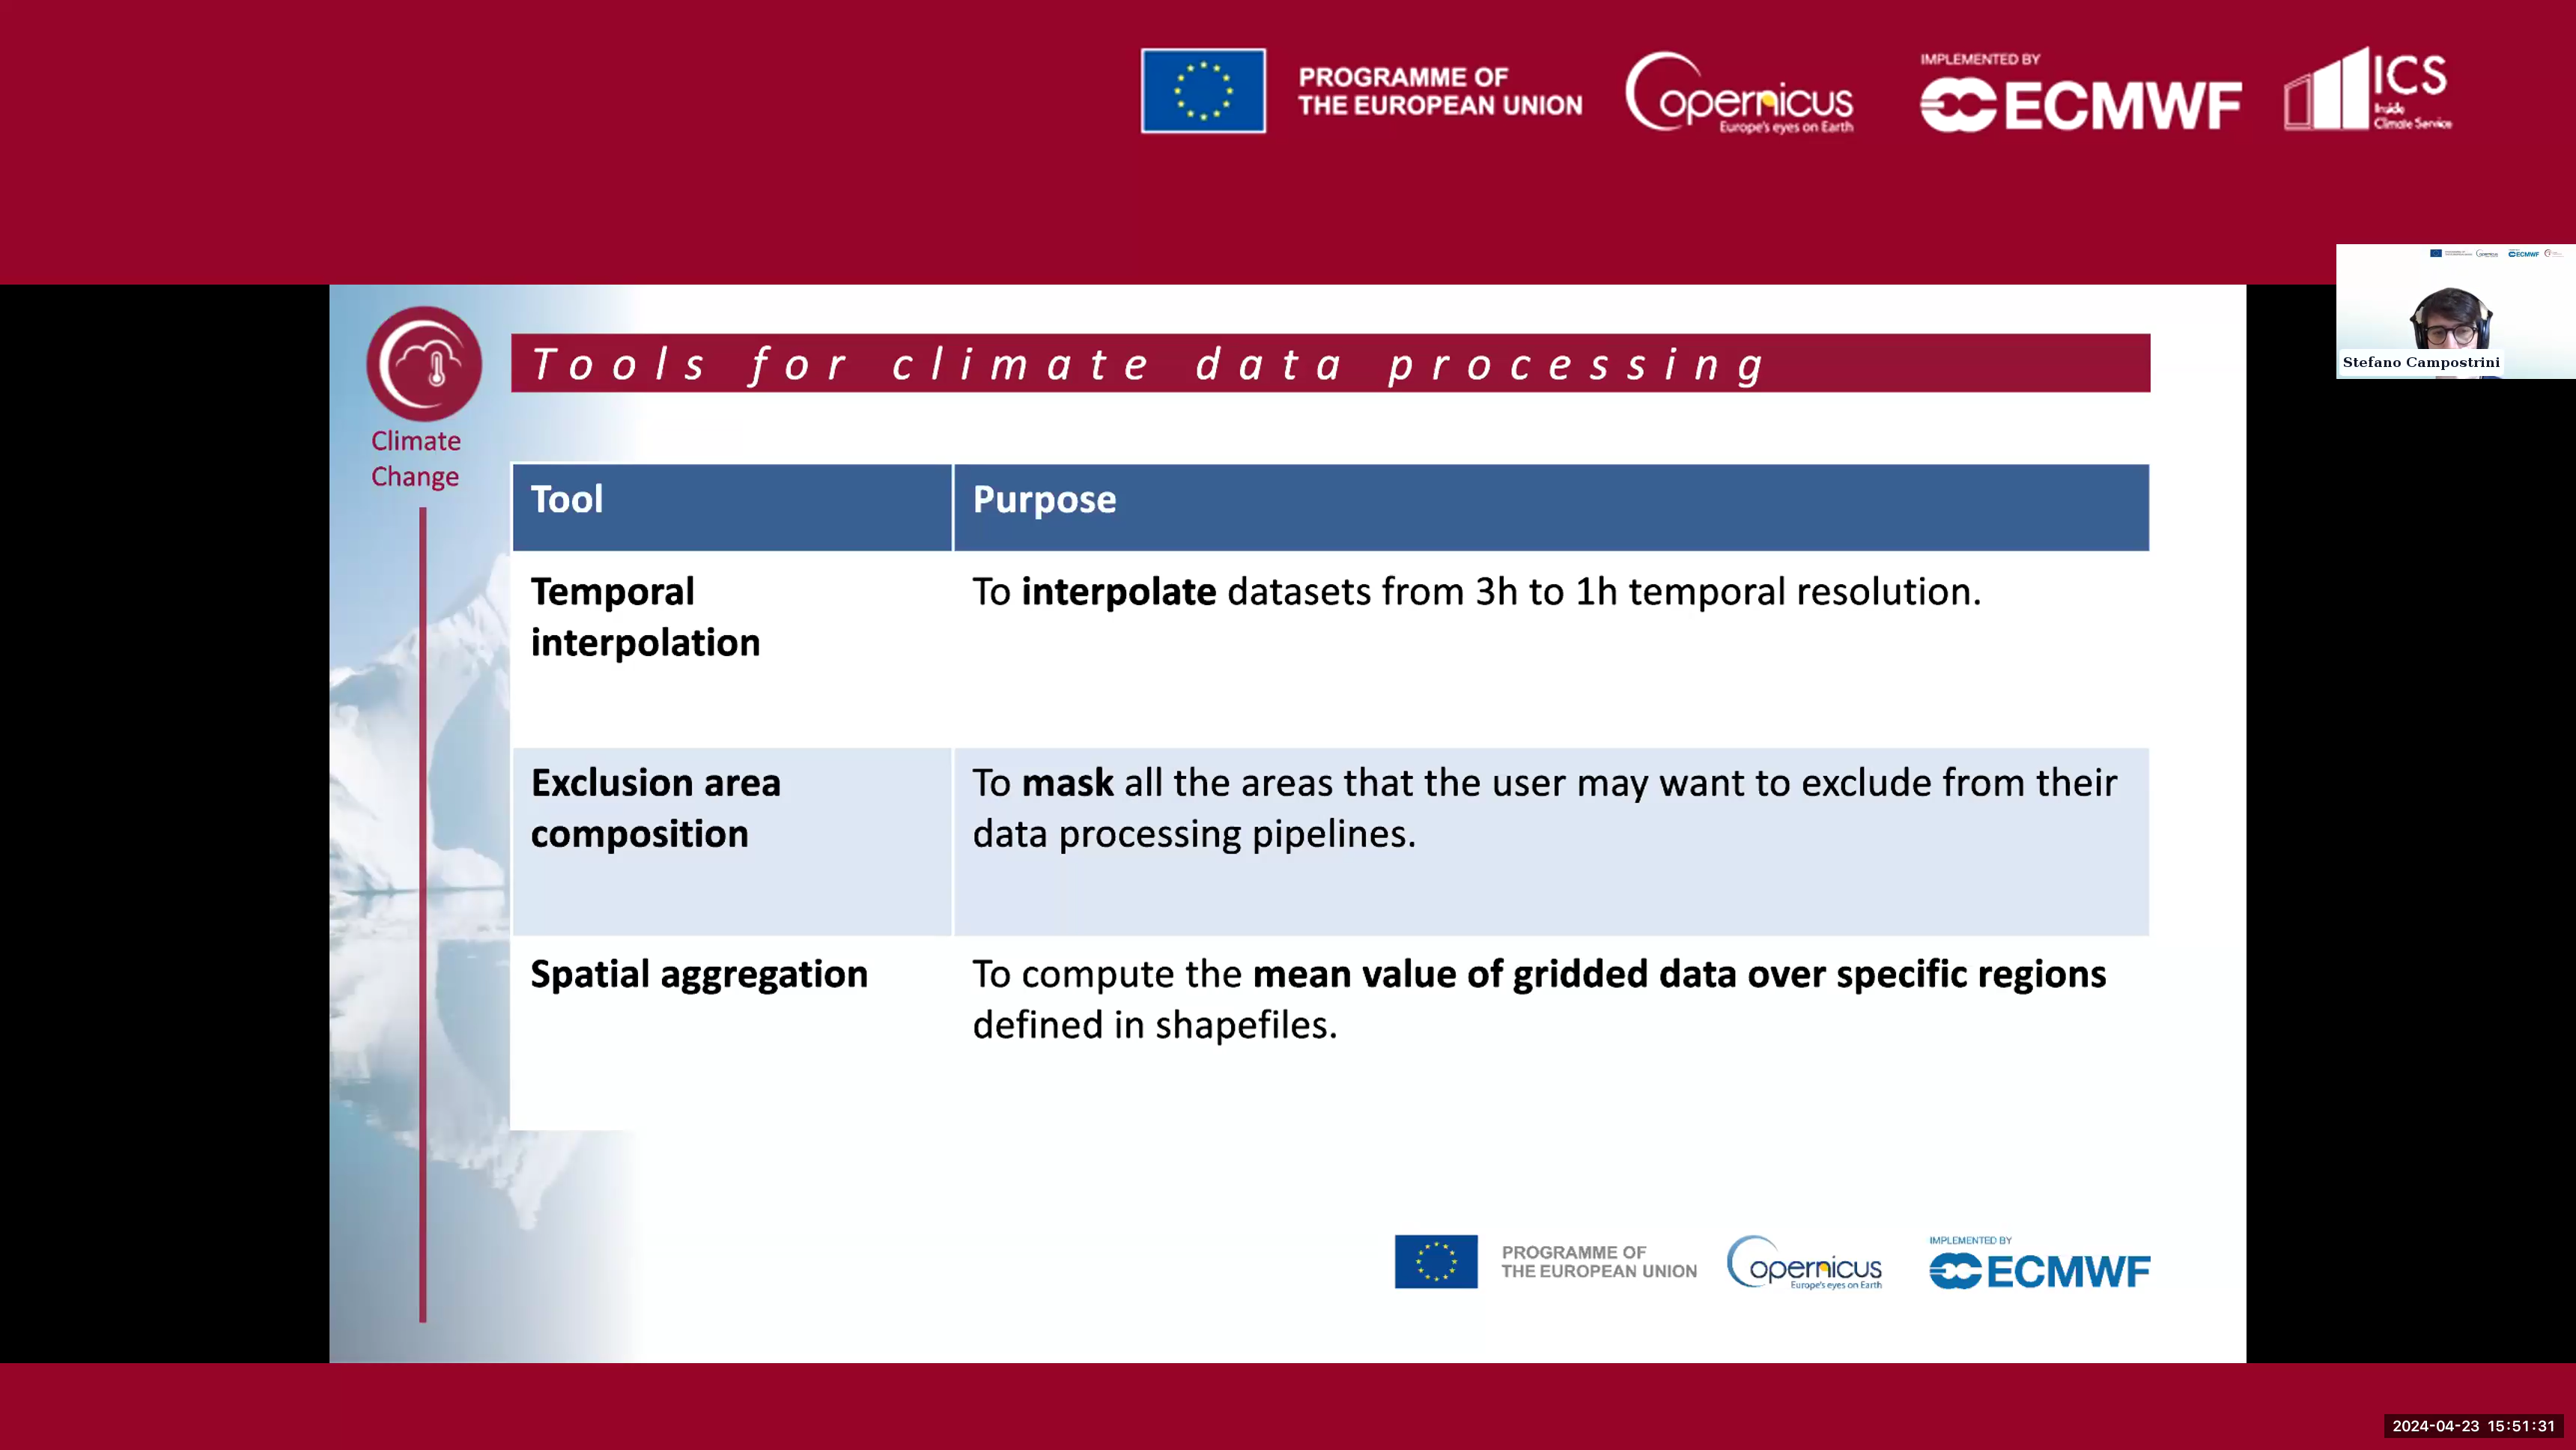 PROGRAMME OF
THE EUROPEAN UNION
Copernicus
Europe's eyes on Earth
IMPLEMENTED BY
ECMWF
ICS
Inside
Climate Service
ECMWF
Stefano Campostrini
Climate
Change
Tools for climate data processing
Tool Purpose
Temporal
interpolation
To interpolate datasets from 3h to 1h temporal resolution.
Exclusion area
composition
To mask all the areas that the user may want to exclude from their
data processing pipelines.
Spatial aggregation
To compute the mean value of gridded data over specific regions
defined in shapefiles.
PROGRAMME OF
THE EUROPEAN UNION
Copernicus
Europe's eyes on Earth
IMPLEMENTED BY
ECMWF
2024-04-23 15:51:31